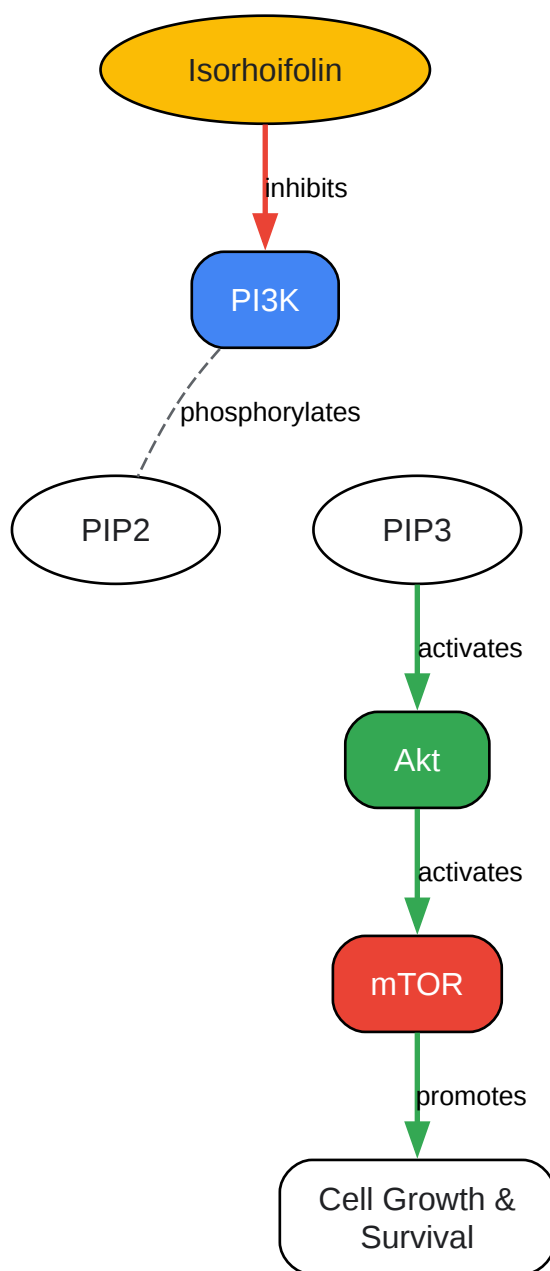 Isorhoifolin
inhibits
PI3K
phosphorylates
PIP2
PIP3
activates
Akt
activates
mTOR
promotes
Cell Growth &
Survival